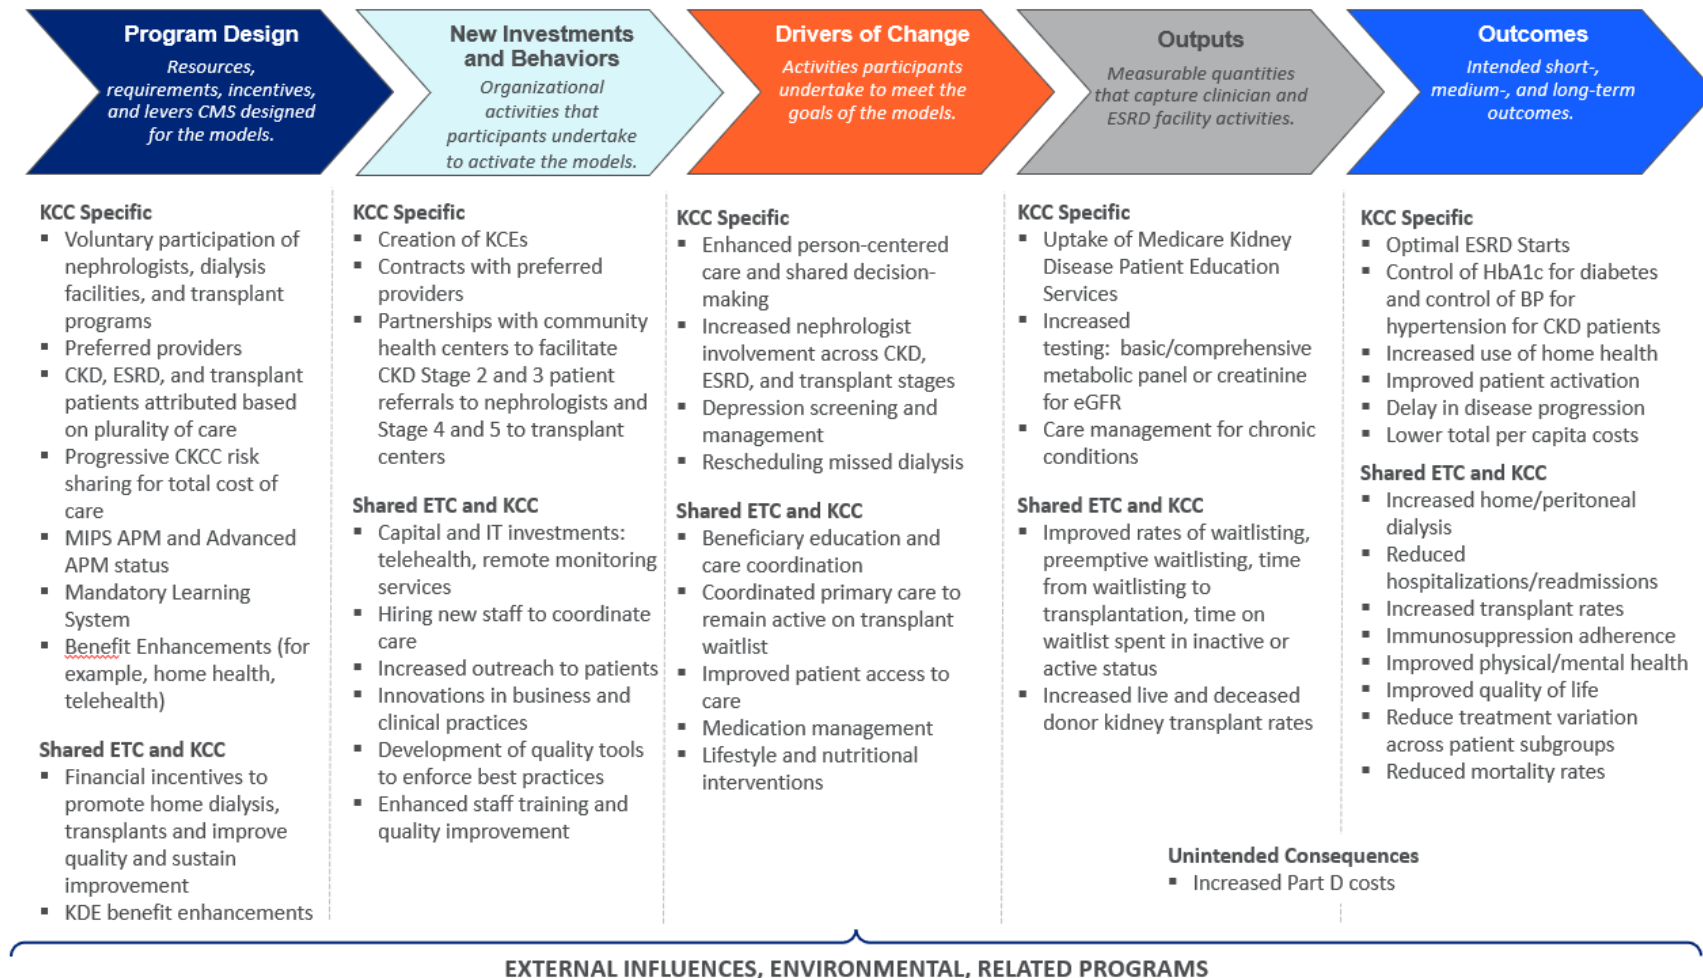 Program Design
Resources,
requirements, incentives,
and levers CMS designed
for the models.
New Investments
and Behaviors
Organizational
activities that
participants undertake
to activate the models.
Drivers of Change
Activities participants
undertake to meet the
goals of the models.
Outputs
Measurable quantities
that capture clinician and
ESRD facility activities.
Outcomes
Intended short-,
medium-, and long-term
outcomes.
KCC Specific
▪ Voluntary participation of
nephrologists, dialysis
facilities, and transplant
programs
▪ Preferred providers
▪ CKD, ESRD, and transplant
patients attributed based
on plurality of care
▪ Progressive CKCC risk
sharing for total cost of
care
▪ MIPS APM and Advanced
APM status
▪ Mandatory Learning
System
▪ Benefit Enhancements (for
example, home health,
telehealth)
Shared ETC and KCC
▪ Financial incentives to
promote home dialysis,
transplants and improve
quality and sustain
improvement
▪ KDE benefit enhancements
KCC Specific
▪ Creation of KCEs
▪ Contracts with preferred
providers
▪ Partnerships with community
health centers to facilitate
CKD Stage 2 and 3 patient
referrals to nephrologists and
Stage 4 and 5 to transplant
centers
Shared ETC and KCC
▪ Capital and IT investments:
telehealth, remote monitoring
services
▪ Hiring new staff to coordinate
care
▪ Increased outreach to patients
▪ Innovations in business and
clinical practices
▪ Development of quality tools
to enforce best practices
▪ Enhanced staff training and
quality improvement
KCC Specific
▪ Enhanced person-centered
care and shared decision-
making
▪ Increased nephrologist
involvement across CKD,
ESRD, and transplant stages
▪ Depression screening and
management
▪ Rescheduling missed dialysis
Shared ETC and KCC
▪ Beneficiary education and
care coordination
▪ Coordinated primary care to
remain active on transplant
waitlist
▪ Improved patient access to
care
▪ Medication management
▪ Lifestyle and nutritional
interventions
KCC Specific
▪ Uptake of Medicare Kidney
Disease Patient Education
Services
▪ Increased
testing: basic/comprehensive
metabolic panel or creatinine
for eGFR
▪ Care management for chronic
conditions
Shared ETC and KCC
▪ Improved rates of waitlisting,
preemptive waitlisting, time
from waitlisting to
transplantation, time on
waitlist spent in inactive or
active status
▪ Increased live and deceased
donor kidney transplant rates
KCC Specific
▪ Optimal ESRD Starts
▪ Control of HbA1c for diabetes
and control of BP for
hypertension for CKD patients
▪ Increased use of home health
▪ Improved patient activation
▪ Delay in disease progression
▪ Lower total per capita costs
Shared ETC and KCC
▪ Increased home/peritoneal
dialysis
▪ Reduced
hospitalizations/readmissions
▪ Increased transplant rates
▪ Immunosuppression adherence
▪ Improved physical/mental health
▪ Improved quality of life
▪ Reduce treatment variation
across patient subgroups
▪ Reduced mortality rates
Unintended Consequences
▪ Increased Part D costs
EXTERNAL INFLUENCES, ENVIRONMENTAL, RELATED PROGRAMS